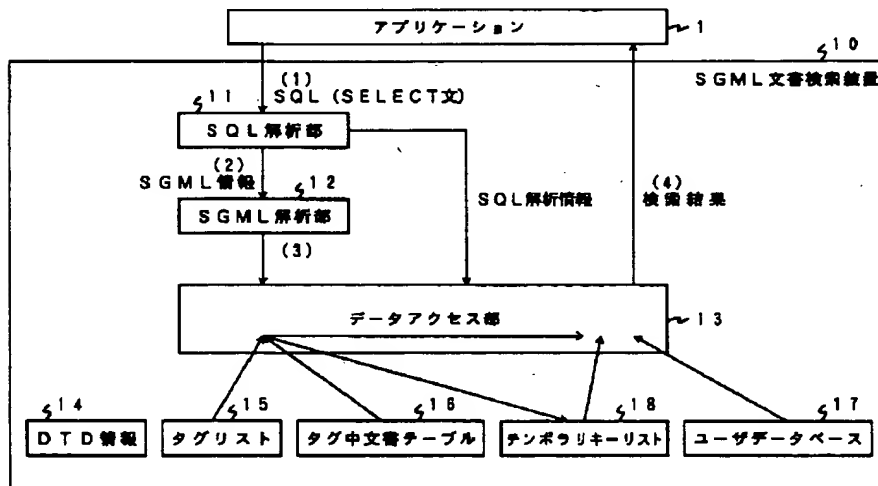 アプリケーション
1
10
SGML文書検索装置
(1)
SQL (SELECT文)
11
SQL解析部
(2)
SGML情報
12
SGML解析部
SQL解析情報
(4)
検索結果
(3)
データアクセス部
13
14
DTD情報
15
タグリスト
16
タグ中文書テーブル
18
テンポラリキーリスト
17
ユーザデータベース